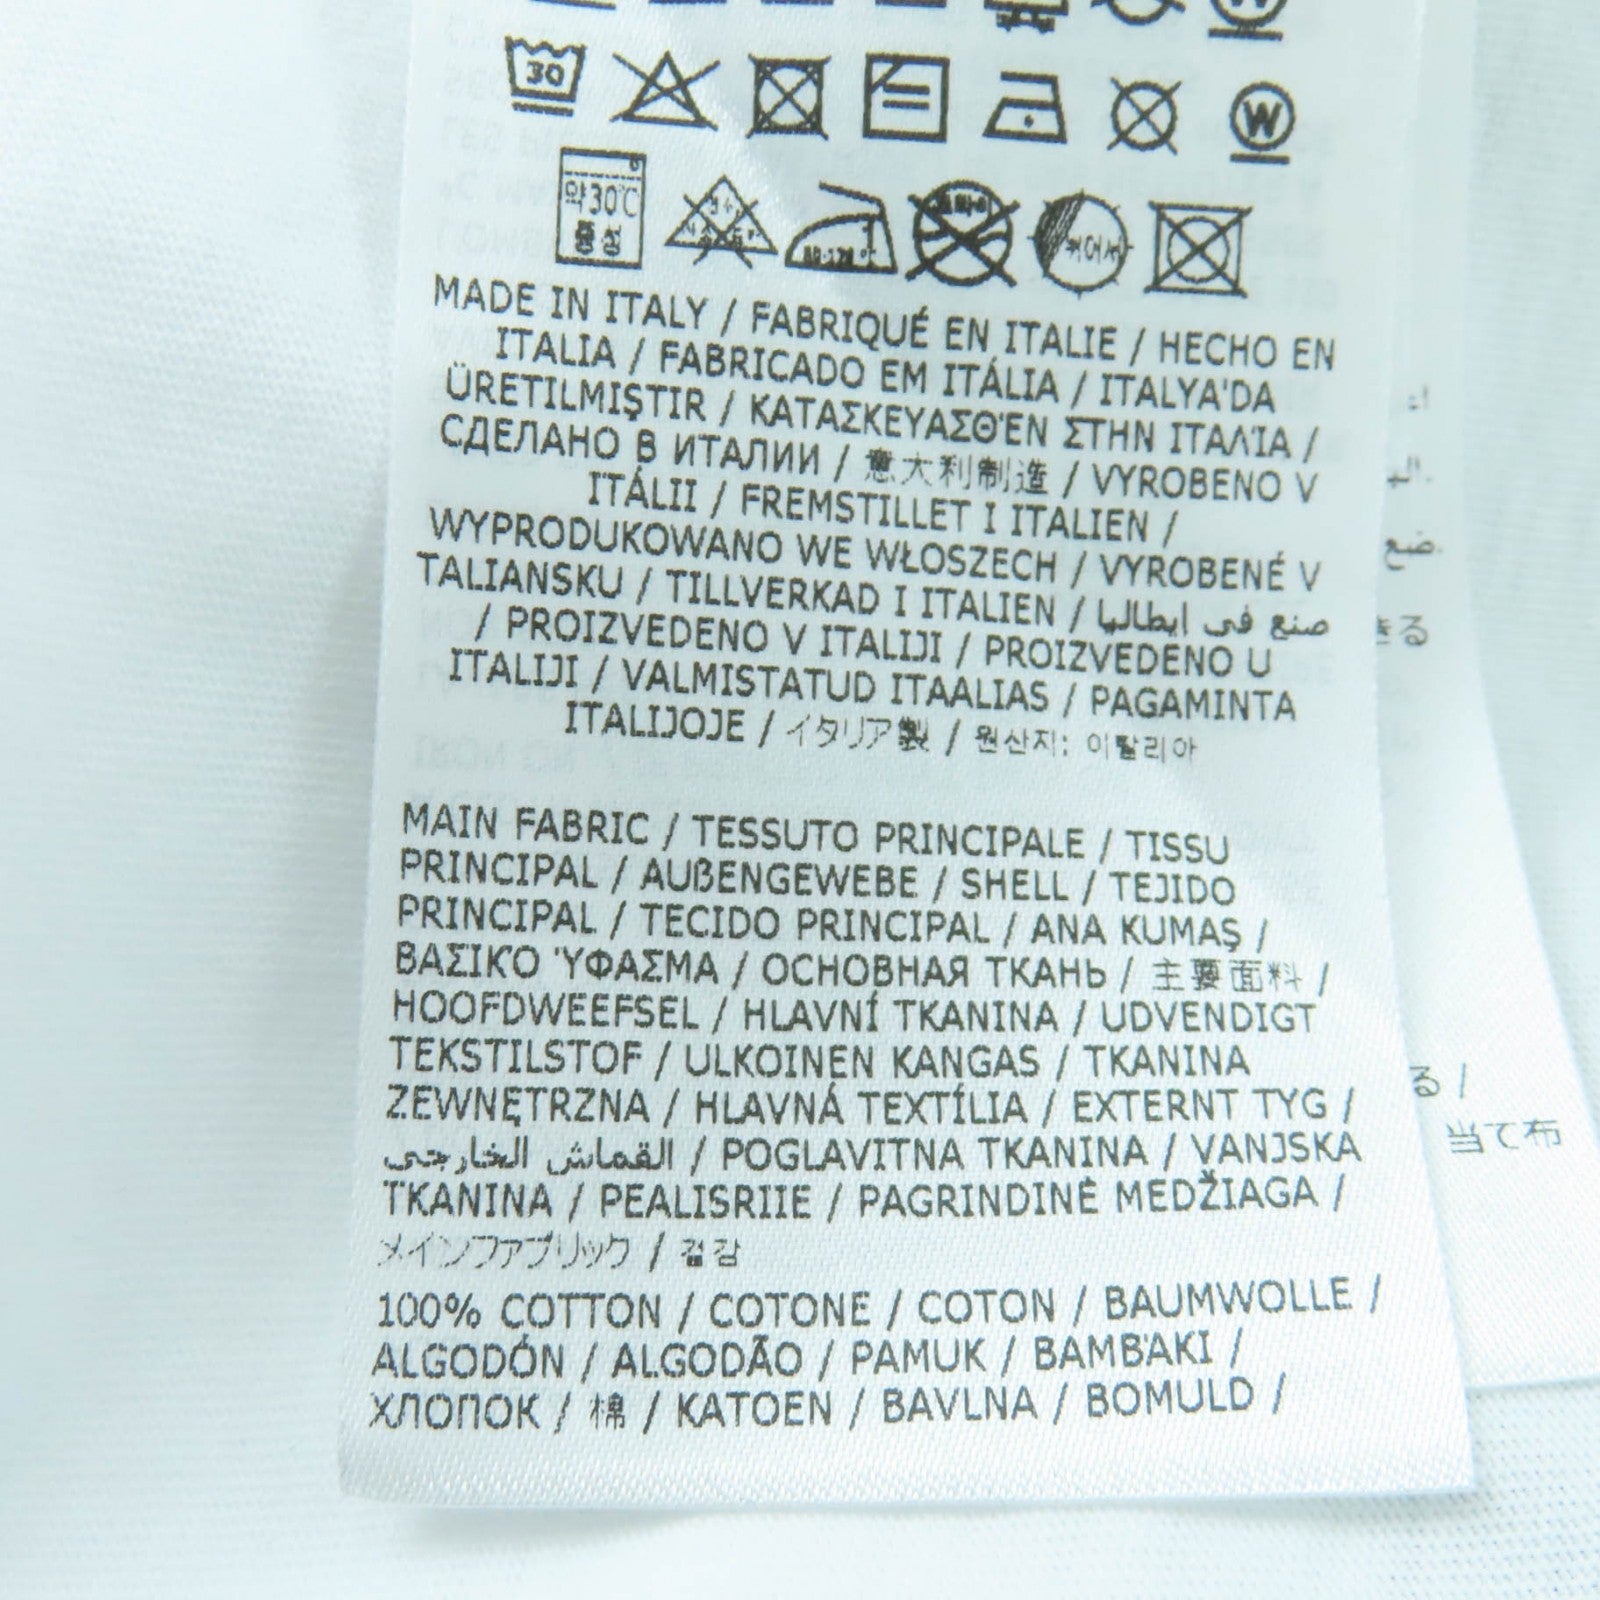 30
W
약30℃
중성
80-120℃
MADE IN ITALY / FABRIQUÉ EN ITALIE / HECHO EN
ITALIA / FABRICADO EM ITÁLIA / ITALYA'DA
ÜRETILMIŞTIR / ΚΑΤΑΣΚΕΥΑΣΘΈΝ ΣΤΗΝ ΙΤΑΛΊΑ /
СДЕЛАНО В ИТАЛИИ / 意大利制造 / VYROBENO V
ITÁLII / FREMSTILLET I ITALIEN /
WYPRODUKOWANO WE WŁOSZECH / VYROBENÉ V
TALIANSKU / TILLVERKAD I ITALIEN / صنع في ايطاليا
/ PROIZVEDENO V ITALIJI / PROIZVEDENO U
ITALIJI / VALMISTATUD ITAALIAS / PAGAMINTA
ITALIJOJE / イタリア製 / 원산지: 이탈리아
MAIN FABRIC / TESSUTO PRINCIPALE / TISSU
PRINCIPAL / AUßENGEWEBE / SHELL / TEJIDO
PRINCIPAL / TECIDO PRINCIPAL / ANA KUMAŞ /
ΒΑΣΙΚΌ ΎΦΑΣΜΑ / ОСНОВНАЯ ТКАНЬ / 主要面料 /
HOOFDWEEFSEL / HLAVNÍ TKANINA / UDVENDIGT
TEKSTILSTOF / ULKOINEN KANGAS / TKANINA
ZEWNĘTRZNA / HLAVNÁ TEXTÍLIA / EXTERNT TYG /
القماش الخارجي / POGLAVITNA TKANINA / VANJSKA
TKANINA / PEALISRIIE / PAGRINDINĖ MEDŽIAGA /
メインファブリック / 겉감
100% COTTON / COTONE / COTON / BAUMWOLLE /
ALGODÓN / ALGODÃO / PAMUK / ΒΑΜΒΆΚΙ /
ХЛОПОК / 棉 / KATOEN / BAVLNA / BOMULD /
きる
る /
当て布